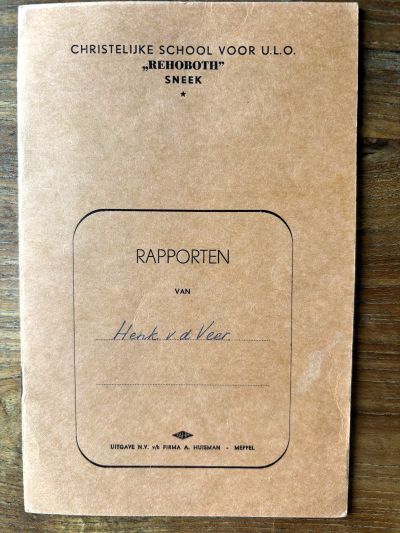 CHRISTELIJKE SCHOOL VOOR U.L.O.
„REHOBOTH”
SNEEK
RAPPORTEN
VAN
Henk v d Veer.
UITGAVE N.V. v/h FIRMA A. HUISMAN - MEPPEL